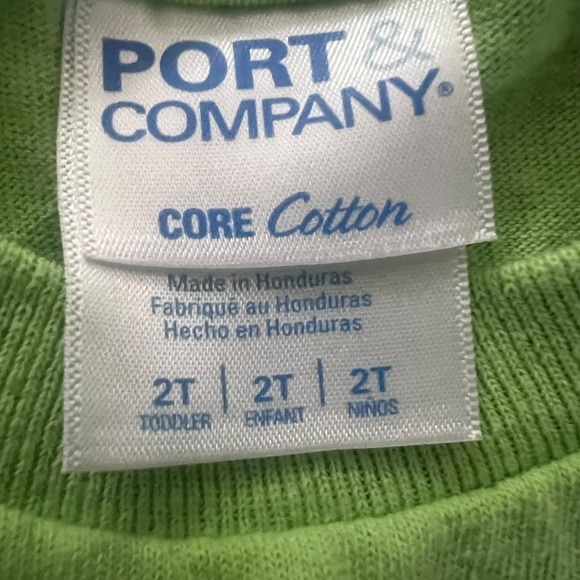 PORT &
COMPANY®
CORE Cotton
Made in Honduras
Fabriqué au Honduras
Hecho en Honduras
2T | 2T | 2T
TODDLER ENFANT NIÑOS